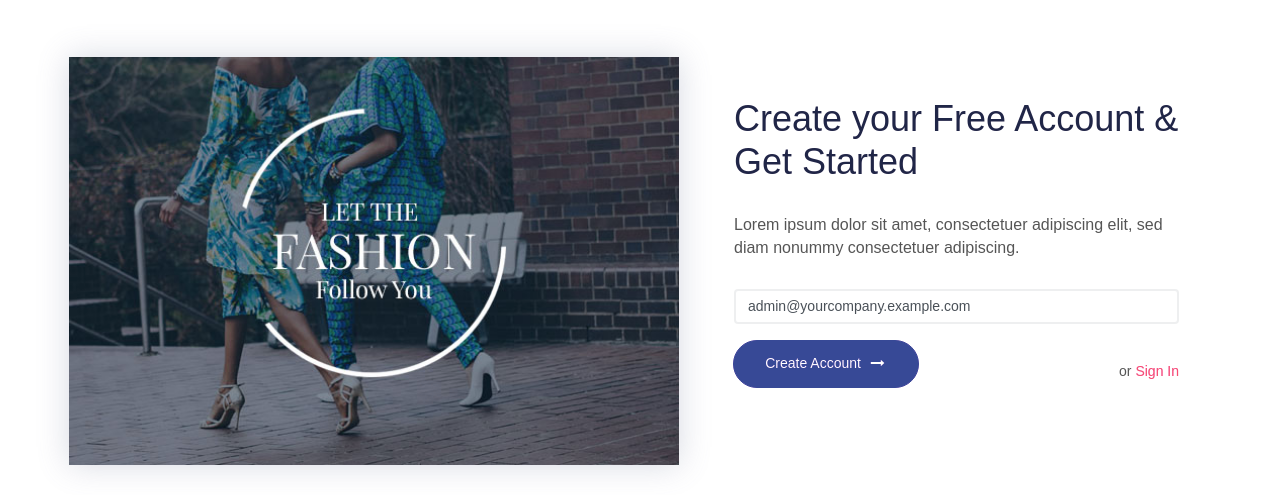 LET THE
FASHION
Follow You
Create your Free Account &
Get Started
Lorem ipsum dolor sit amet, consectetuer adipiscing elit, sed
diam nonummy consectetuer adipiscing.
admin@yourcompany.example.com
Create Account
or Sign In